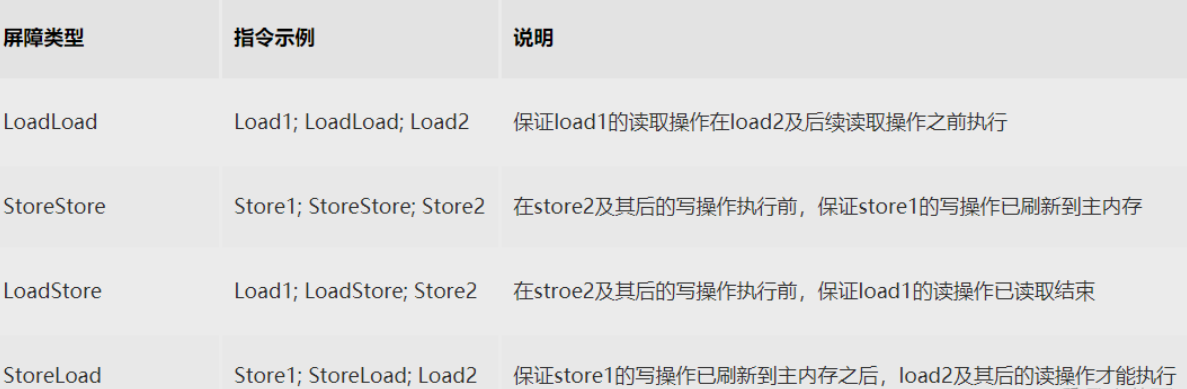 屏障类型 指令示例 说明
LoadLoad Load1; LoadLoad; Load2 保证load1的读取操作在load2及后续读取操作之前执行
StoreStore Store1; StoreStore; Store2 在store2及其后的写操作执行前，保证store1的写操作已刷新到主内存
LoadStore Load1; LoadStore; Store2 在stroe2及其后的写操作执行前，保证load1的读操作已读取结束
StoreLoad Store1; StoreLoad; Load2 保证store1的写操作已刷新到主内存之后，load2及其后的读操作才能执行